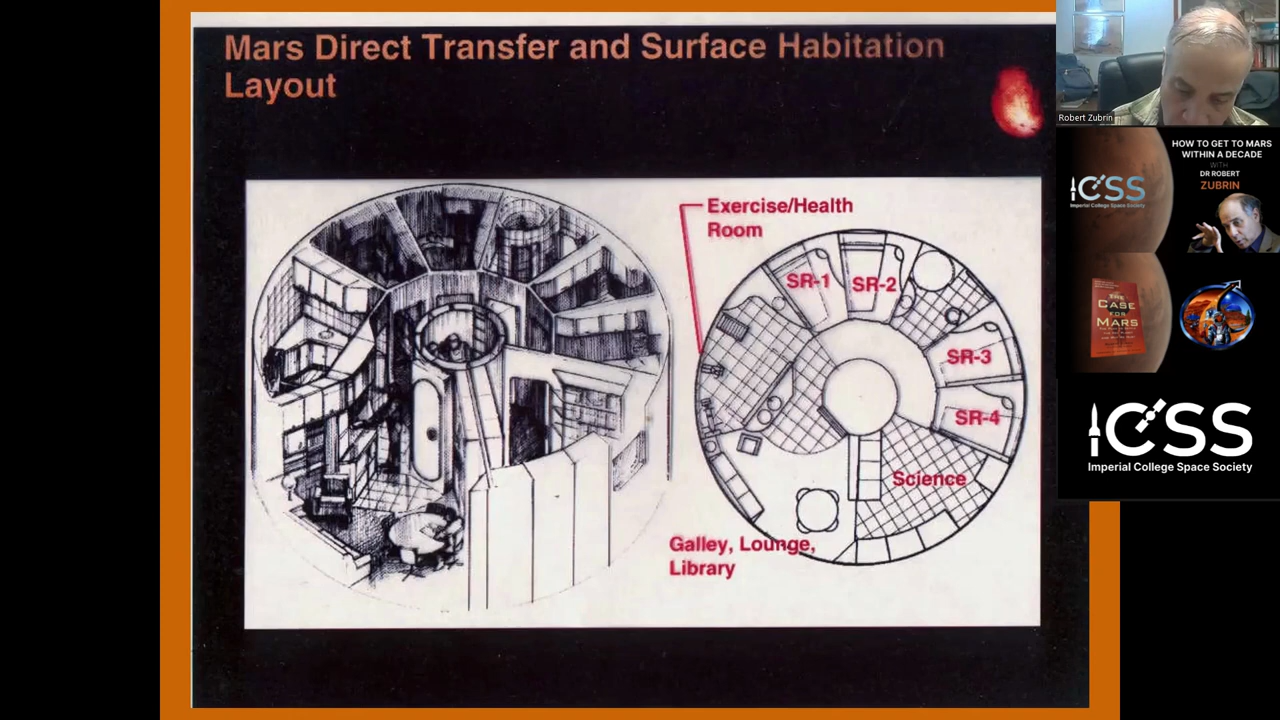 Mars Direct Transfer and Surface Habitation
Layout
Exercise/Health
Room
SR-1
SR-2
SR-3
SR-4
Science
Galley, Lounge,
Library
Robert Zubrin
HOW TO GET TO MARS
WITHIN A DECADE
WITH
DR ROBERT
ZUBRIN
ICSS
Imperial College Space Society
THE
CASE
FOR
MARS
ICSS
Imperial College Space Society